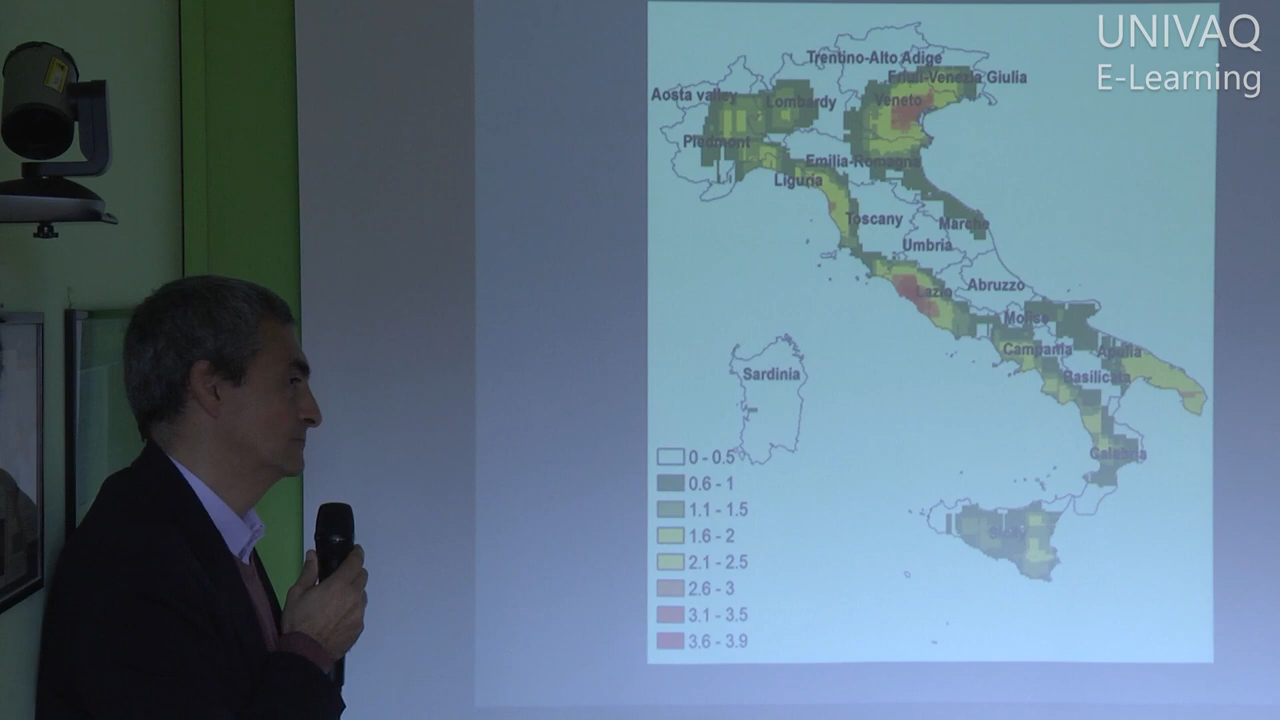 UNIVAQ
E-Learning
Trentino-Alto Adige
Friuli-Venezia Giulia
Aosta valley
Lombardy
Veneto
Piedmont
Emilia-Romagna
Liguria
Toscany
Marche
Umbria
Lazio
Abruzzo
Molise
Campania
Apulia
Basilicata
Sardinia
Calabria
Sicily
0 - 0.5
0.6 - 1
1.1 - 1.5
1.6 - 2
2.1 - 2.5
2.6 - 3
3.1 - 3.5
3.6 - 3.9